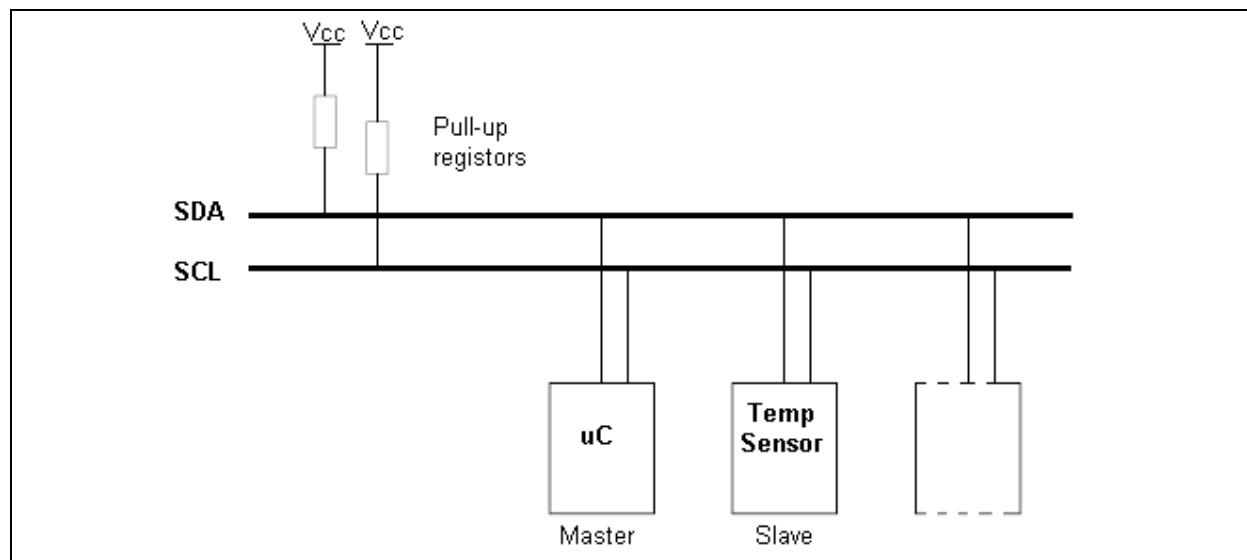 Vcc Vcc
Pull-up
registors
SDA
SCL
uC
Temp
Sensor
Master
Slave